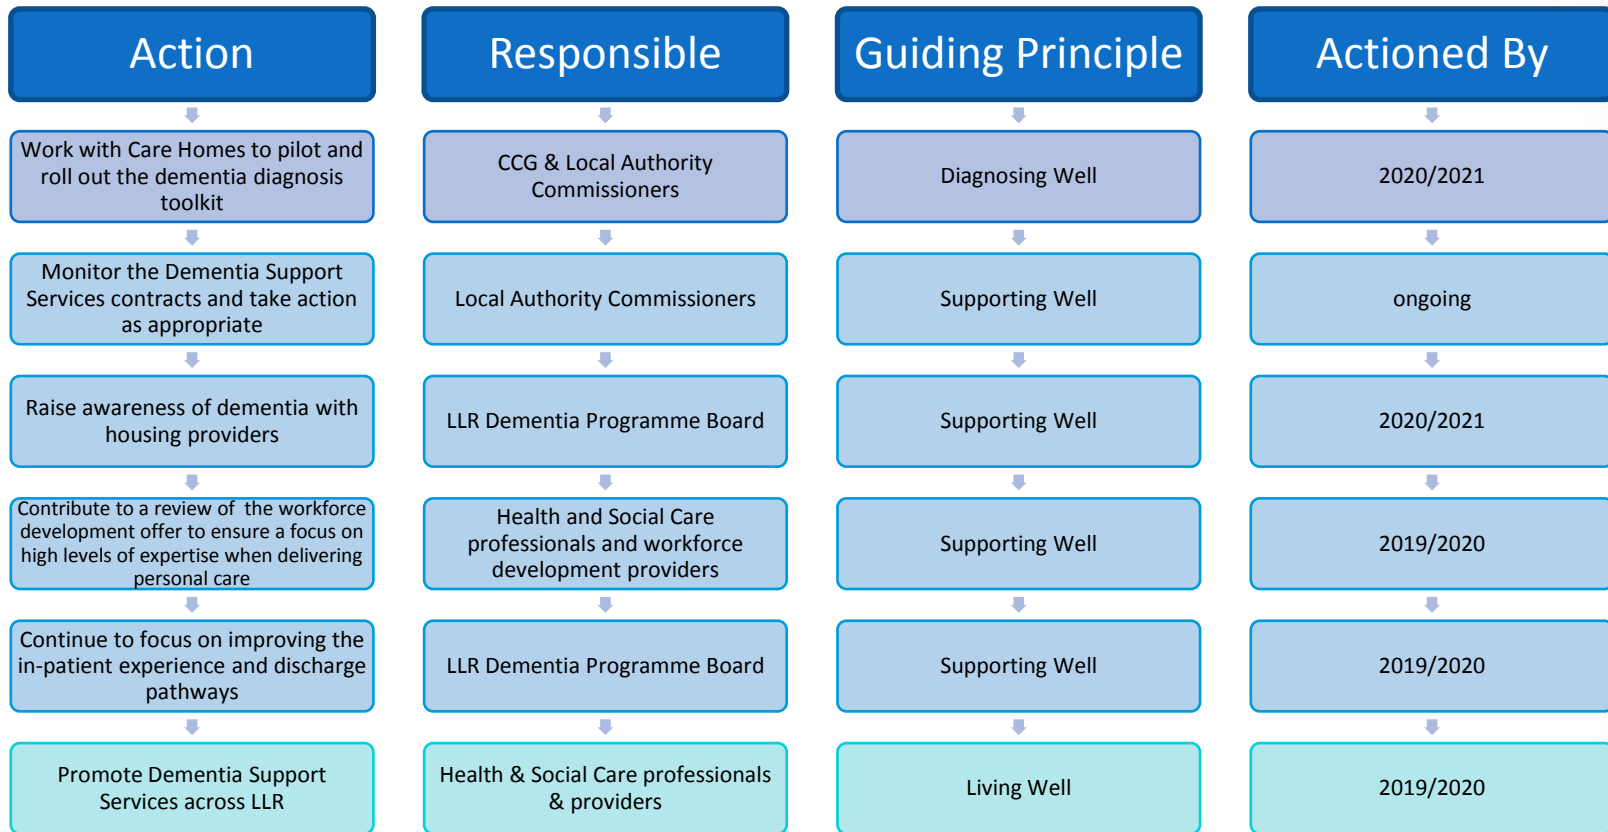 Action
Responsible
Guiding Principle
Actioned By
Work with Care Homes to pilot and
roll out the dementia diagnosis
toolkit
CCG & Local Authority
Commissioners
Diagnosing Well
2020/2021
Monitor the Dementia Support
Services contracts and take action
as appropriate
Local Authority Commissioners
Supporting Well
ongoing
Raise awareness of dementia with
housing providers
LLR Dementia Programme Board
Supporting Well
2020/2021
Contribute to a review of the workforce
development offer to ensure a focus on
high levels of expertise when delivering
personal care
Health and Social Care
professionals and workforce
development providers
Supporting Well
2019/2020
Continue to focus on improving the
in-patient experience and discharge
pathways
LLR Dementia Programme Board
Supporting Well
2019/2020
Promote Dementia Support
Services across LLR
Health & Social Care professionals
& providers
Living Well
2019/2020